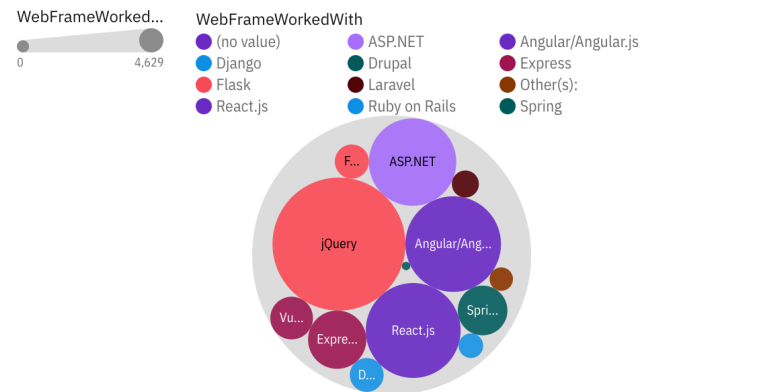 WebFrameWorked...
0
4,629
WebFrameWorkedWith
(no value)
ASP.NET
Angular/Angular.js
Django
Drupal
Express
Flask
Laravel
Other(s):
React.js
Ruby on Rails
Spring
F...
ASP.NET
jQuery
Angular/Ang...
Vu...
Expre...
React.js
Spri...
D...